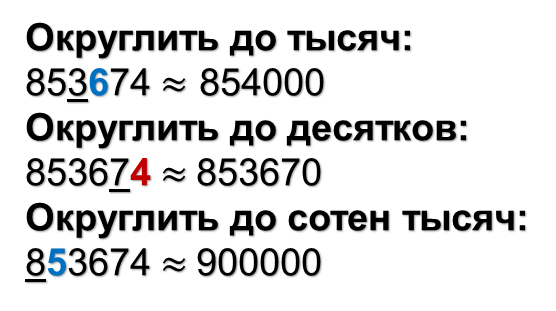 Округлить до тысяч:
853674 ≈ 854000
Округлить до десятков:
853674 ≈ 853670
Округлить до сотен тысяч:
853674 ≈ 900000